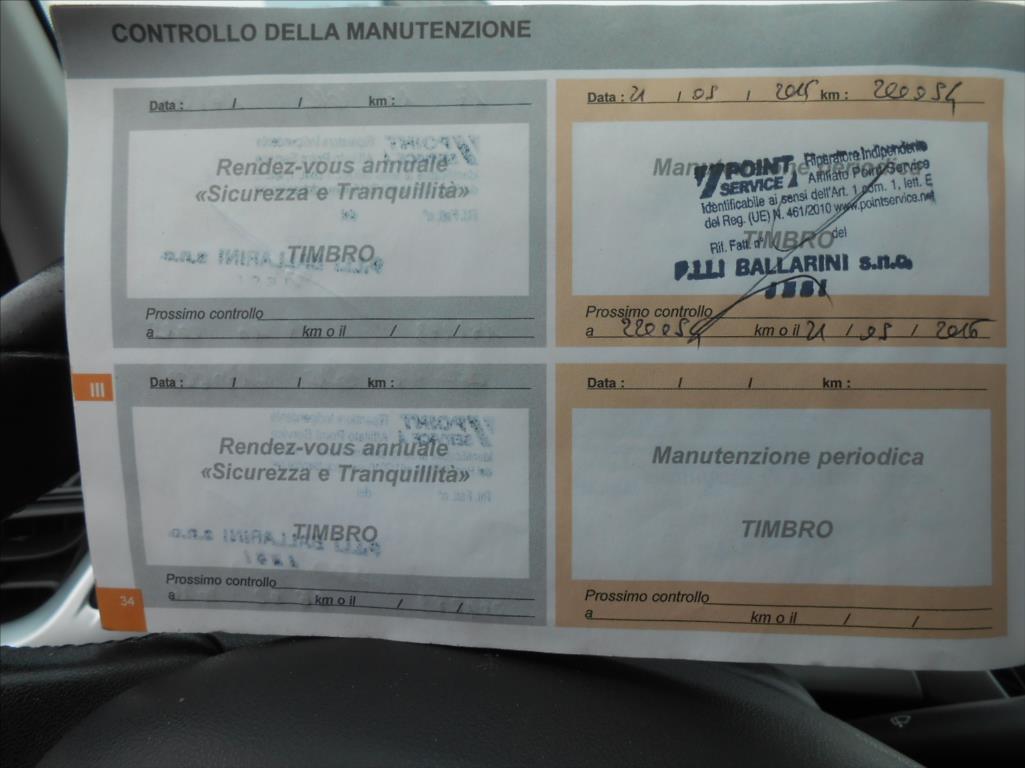 CONTROLLO DELLA MANUTENZIONE
Data : / / km :
Rendez-vous annuale
«Sicurezza e Tranquillità»
TIMBRO
Prossimo controllo
a km o il / /
Data : 21 / 05 / 2015 km :
Manutenzione periodica
POINT
SERVICE
Riparatore Indipendente
Affiliato Point Service
Identificabile ai sensi dell'Art. 1, com. 1, lett. E
del Reg. (UE) N. 461/2010 www.pointservice.net
Rif. Fatt. n° del
TIMBRO
F.LLI BALLARINI s.n.c.
JESI
Prossimo controllo
a km o il 21 / 05 / 2016
III
Data : / / km :
Rendez-vous annuale
«Sicurezza e Tranquillità»
TIMBRO
Prossimo controllo
a km o il / /
Data : / / km :
Manutenzione periodica
TIMBRO
Prossimo controllo
a km o il / /
34